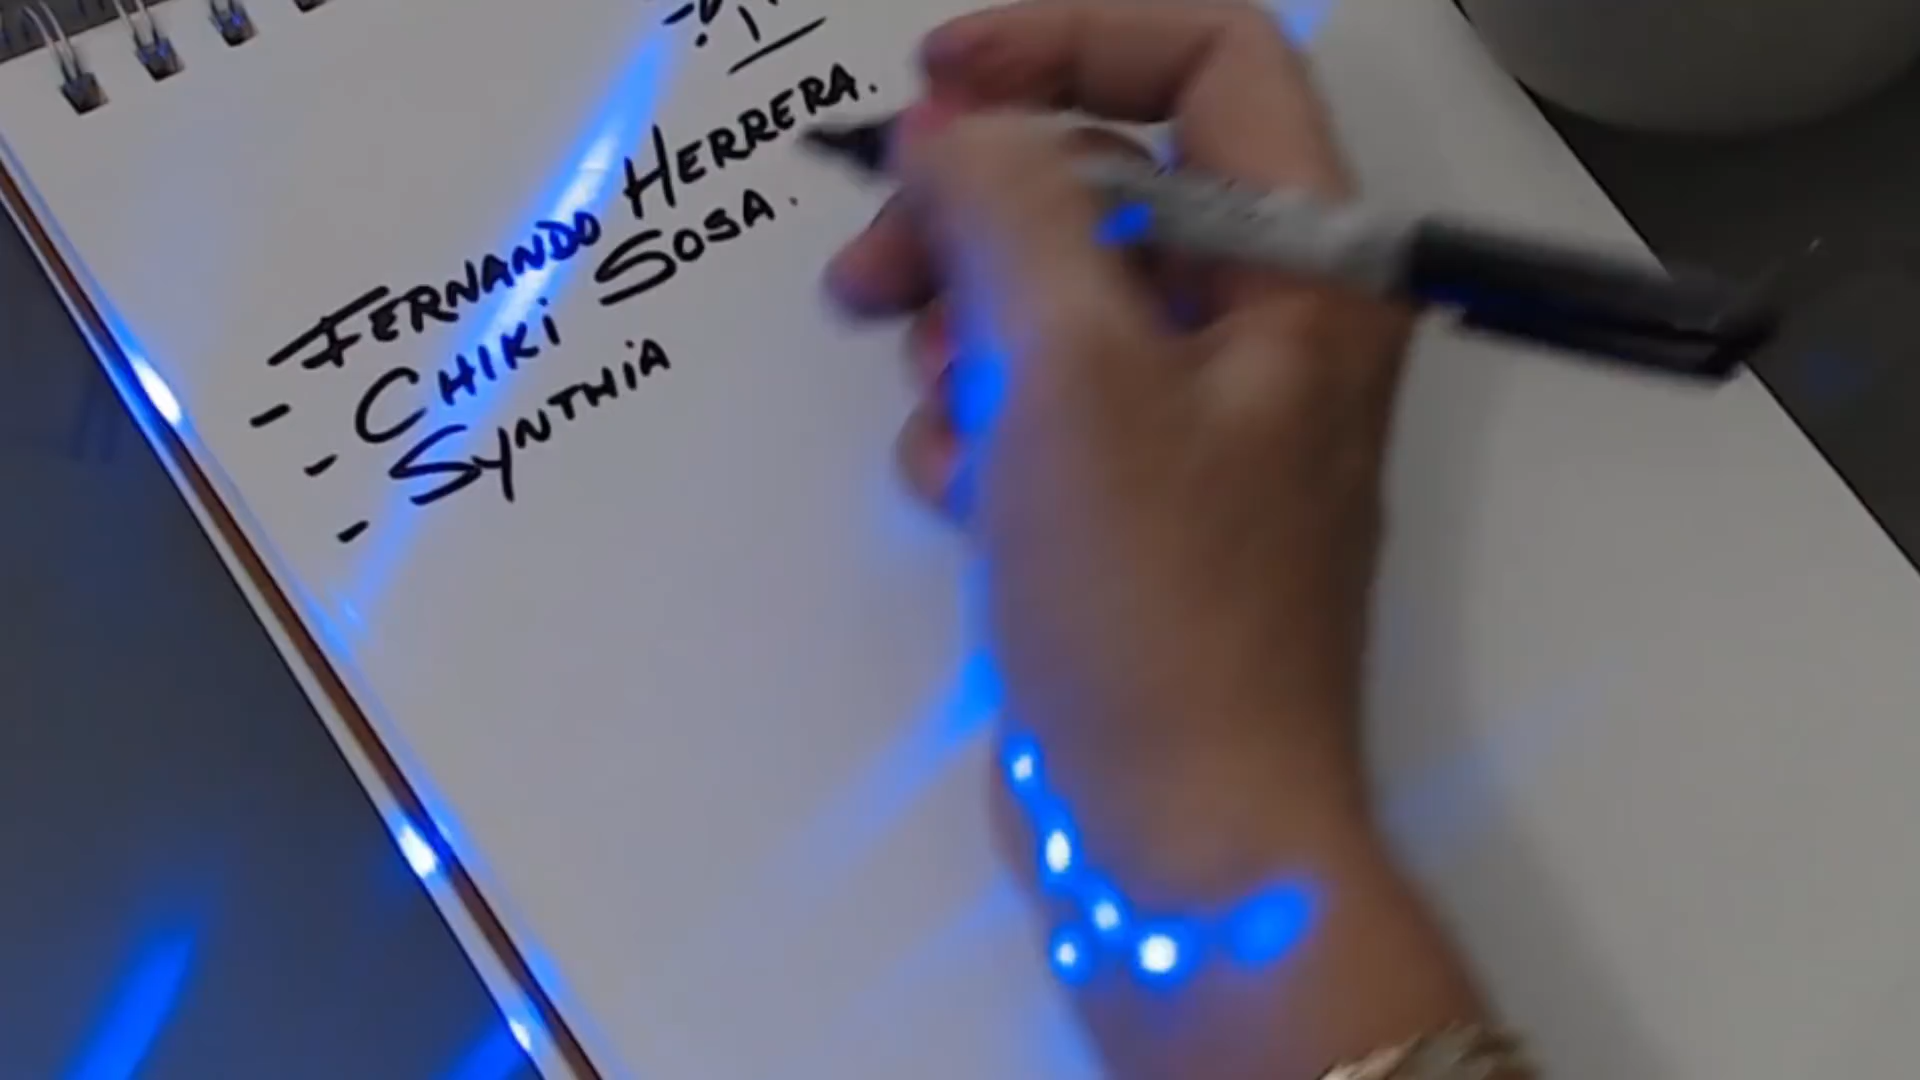 - Fernando Herrera.
- Chiki Sosa.
- Synthia